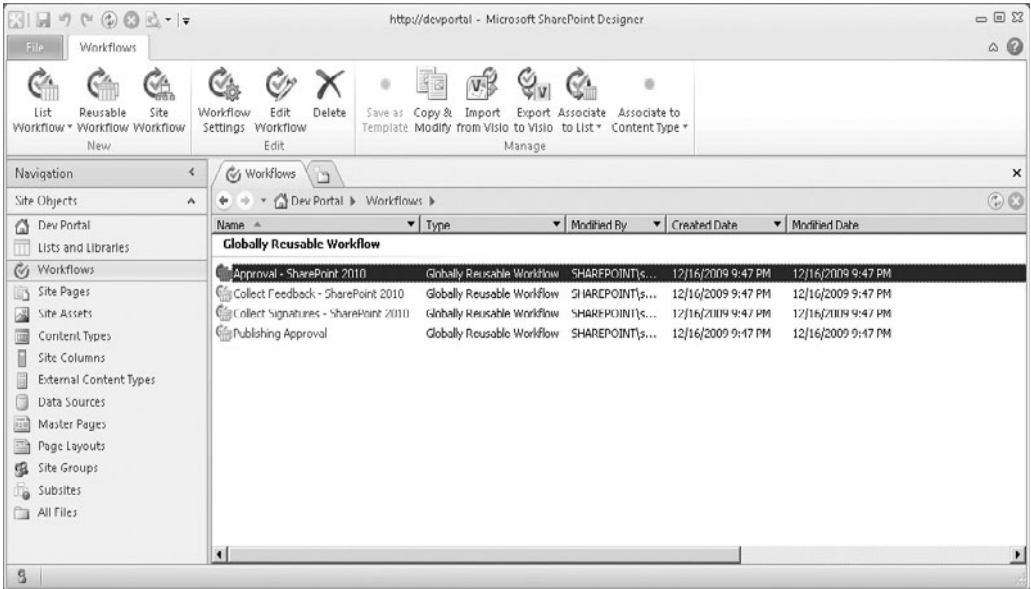 http://devportal - Microsoft SharePoint Designer
File Workflows
List Workflow Reusable Workflow Site Workflow Workflow Settings Edit Workflow Delete Save as Template Copy & Modify Import from Visio Export to Visio Associate to List Associate to Content Type
New Edit Manage
Navigation Workflows
Site Objects Dev Portal Workflows
Dev Portal
Lists and Libraries
Workflows
Site Pages
Site Assets
Content Types
Site Columns
External Content Types
Data Sources
Master Pages
Page Layouts
Site Groups
Subsites
All Files
Name Type Modified By Created Date Modified Date
Globally Reusable Workflow
Approval - SharePoint 2010 Globally Reusable Workflow SHAREPOINT\s... 12/16/2009 9:47 PM 12/16/2009 9:47 PM
Collect Feedback - SharePoint 2010 Globally Reusable Workflow SHAREPOINT\s... 12/16/2009 9:47 PM 12/16/2009 9:47 PM
Collect Signatures - SharePoint 2010 Globally Reusable Workflow SHAREPOINT\s... 12/16/2009 9:47 PM 12/16/2009 9:47 PM
Publishing Approval Globally Reusable Workflow SHAREPOINT\s... 12/16/2009 9:47 PM 12/16/2009 9:47 PM